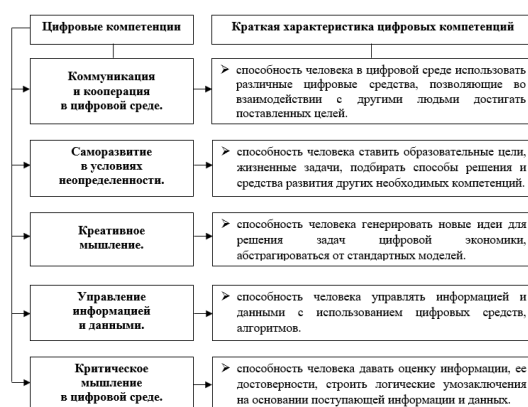 Цифровые компетенции
Краткая характеристика цифровых компетенций
Коммуникация
и кооперация
в цифровой среде.
➢ способность человека в цифровой среде использовать
различные цифровые средства, позволяющие во
взаимодействии с другими людьми достигать
поставленных целей.
Саморазвитие
в условиях
неопределенности.
➢ способность человека ставить образовательные цели,
жизненные задачи, подбирать способы решения и
средства развития других необходимых компетенций.
Креативное
мышление.
➢ способность человека генерировать новые идеи для
решения задач цифровой экономики,
абстрагироваться от стандартных моделей.
Управление
информацией
и данными.
➢ способность человека управлять информацией и
данными с использованием цифровых средств,
алгоритмов.
Критическое
мышление
в цифровой среде.
➢ способность человека давать оценку информации, ее
достоверности, строить логические умозаключения
на основании поступающей информации и данных.